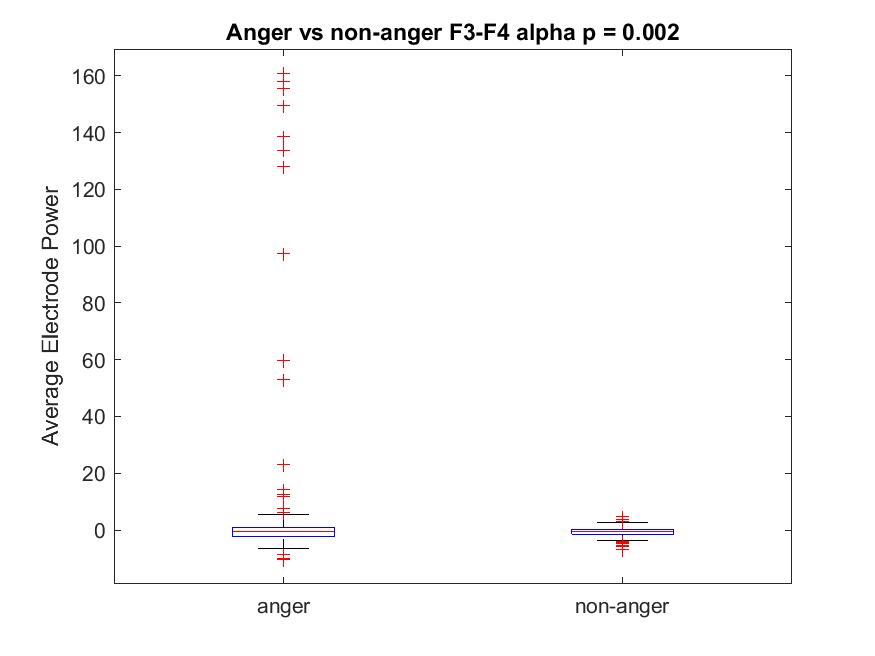 Anger vs non-anger F3-F4 alpha p = 0.002
Average Electrode Power
160
140
120
100
80
60
40
20
0
anger
non-anger